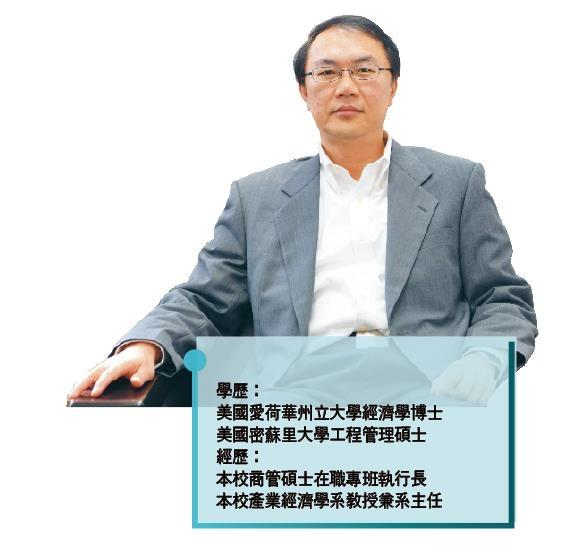 學歷：
美國愛荷華州立大學經濟學博士
美國密蘇里大學工程管理碩士
經歷：
本校商管碩士在職專班執行長
本校產業經濟學系教授兼系主任